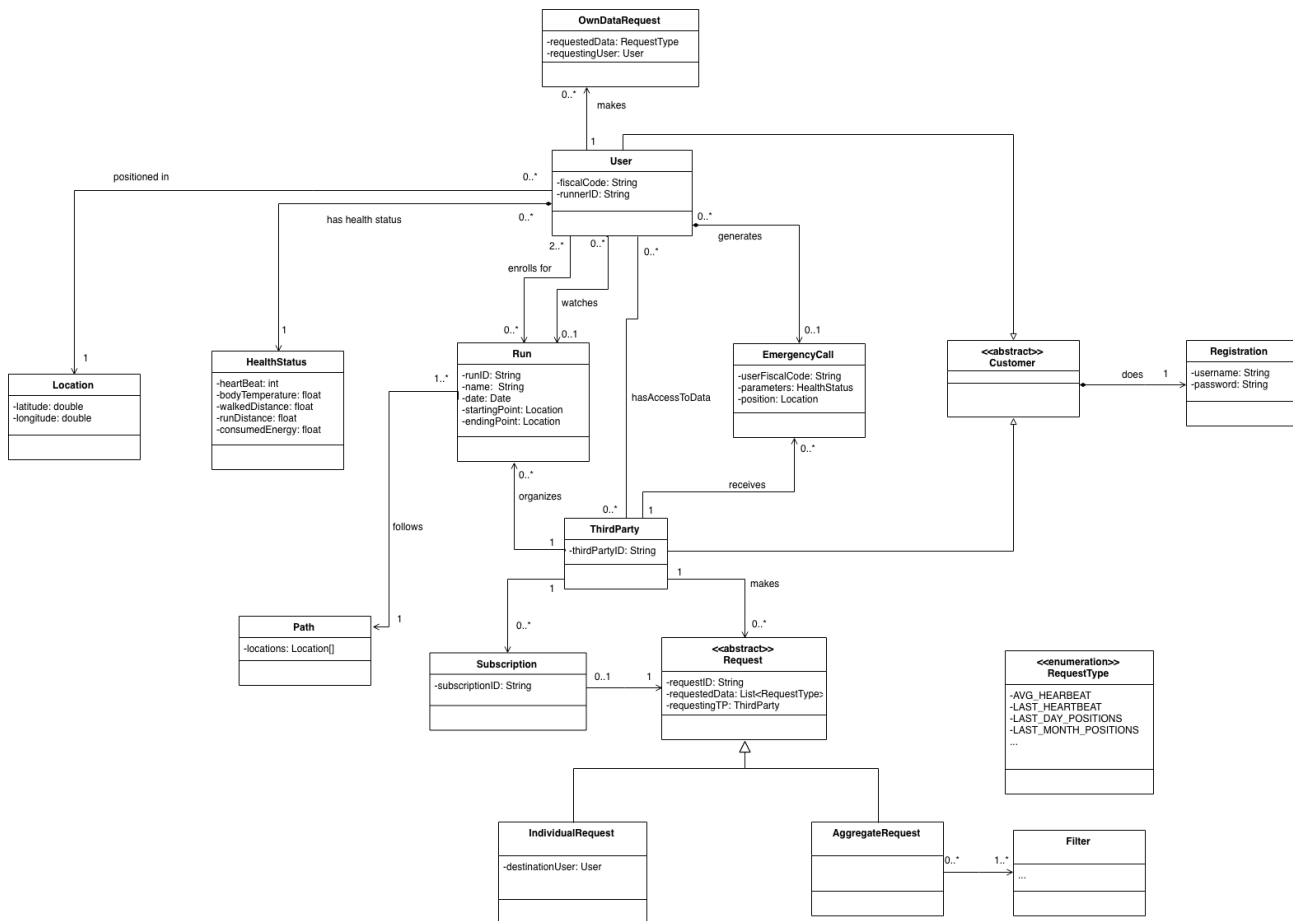 OwnDataRequest
-requestedData: RequestType
-requestingUser: User
0..*
makes
1
User
-fiscalCode: String
-runnerID: String
positioned in
0..*
has health status
0..*
0..*
generates
2..*
0..*
0..*
enrolls for
watches
0..*
0..1
0..1
1
1
hasAccessToData
Location
-latitude: double
-longitude: double
HealthStatus
-heartBeat: int
-bodyTemperature: float
-walkedDistance: float
-runDistance: float
-consumedEnergy: float
Run
-runID: String
-name:  String
-date: Date
-startingPoint: Location
-endingPoint: Location
1..*
EmergencyCall
-userFiscalCode: String
-parameters: HealthStatus
-position: Location
<<abstract>>
Customer
does
1
Registration
-username: String
-password: String
0..*
organizes
0..*
receives
follows
0..*
1
1
ThirdParty
-thirdPartyID: String
1
1
makes
0..*
0..*
1
Path
-locations: Location[]
Subscription
-subscriptionID: String
0..1
1
<<abstract>>
Request
-requestID: String
-requestedData: List<RequestType>
-requestingTP: ThirdParty
<<enumeration>>
RequestType
-AVG_HEARBEAT
-LAST_HEARTBEAT
-LAST_DAY_POSITIONS
-LAST_MONTH_POSITIONS
...
IndividualRequest
-destinationUser: User
AggregateRequest
0..*
1..*
Filter
...